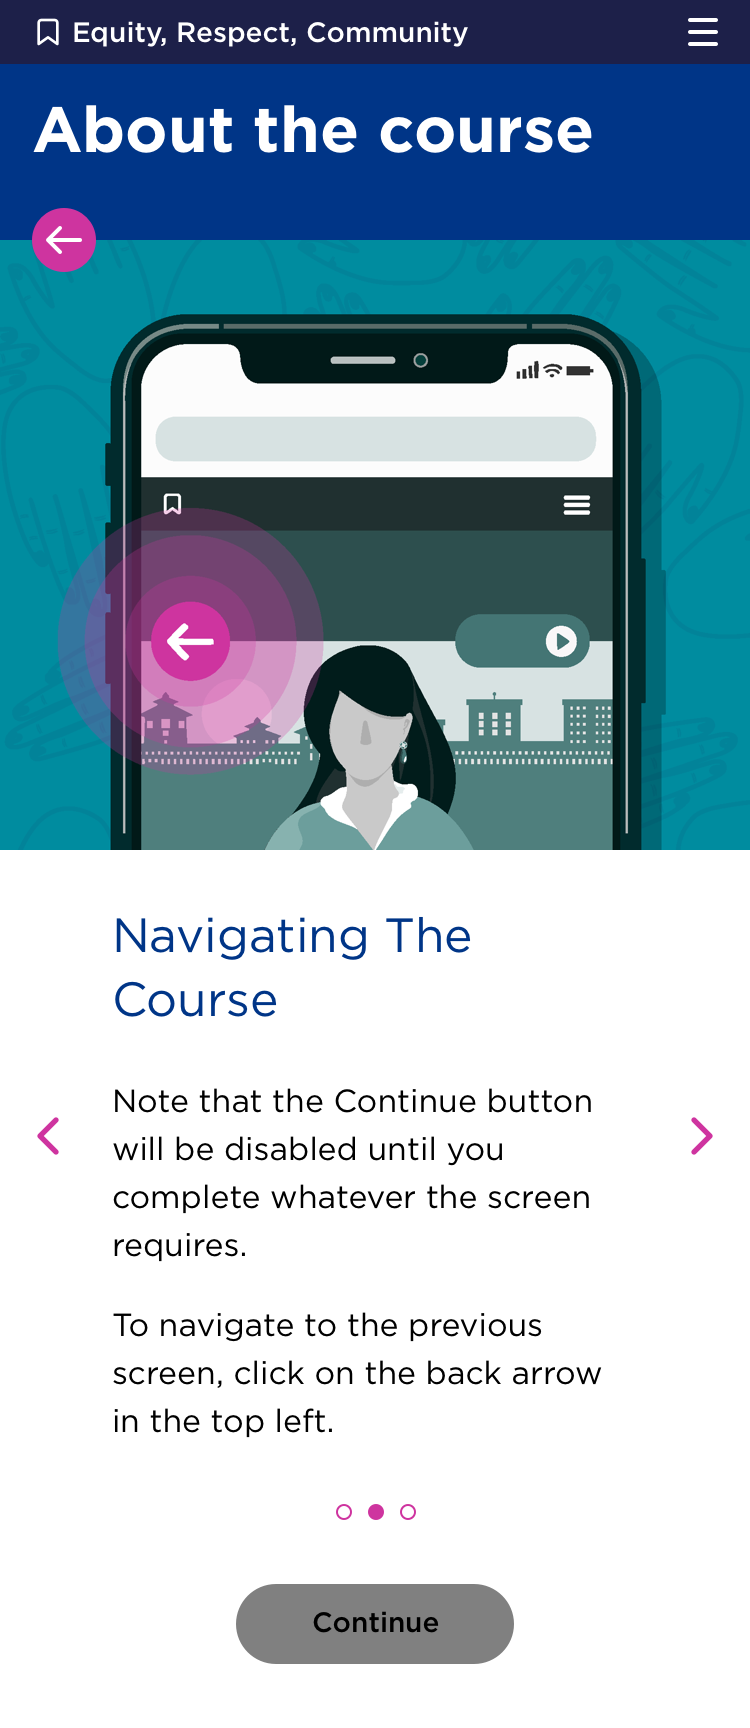 Equity, Respect, Community
About the course
Navigating The
Course
Note that the Continue button
will be disabled until you
complete whatever the screen
requires.
To navigate to the previous
screen, click on the back arrow
in the top left.
Continue